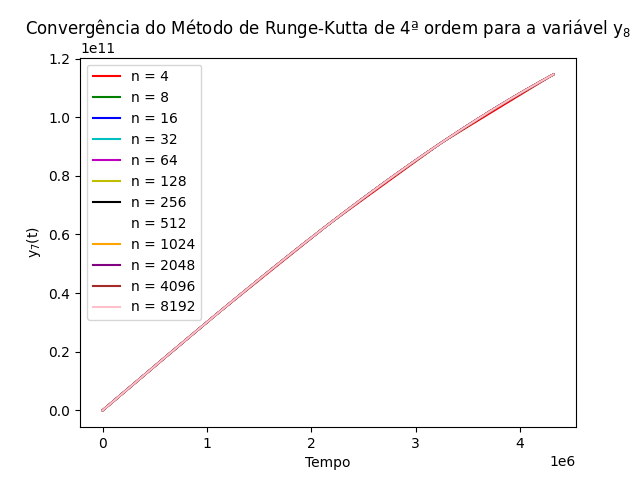 Convergência do Método de Runge-Kutta de 4ª ordem para a variável y₈
1e11
1.2
1.0
0.8
0.6
0.4
0.2
0.0
y₇(t)
n = 4
n = 8
n = 16
n = 32
n = 64
n = 128
n = 256
n = 512
n = 1024
n = 2048
n = 4096
n = 8192
0 1 2 3 4
1e6
Tempo